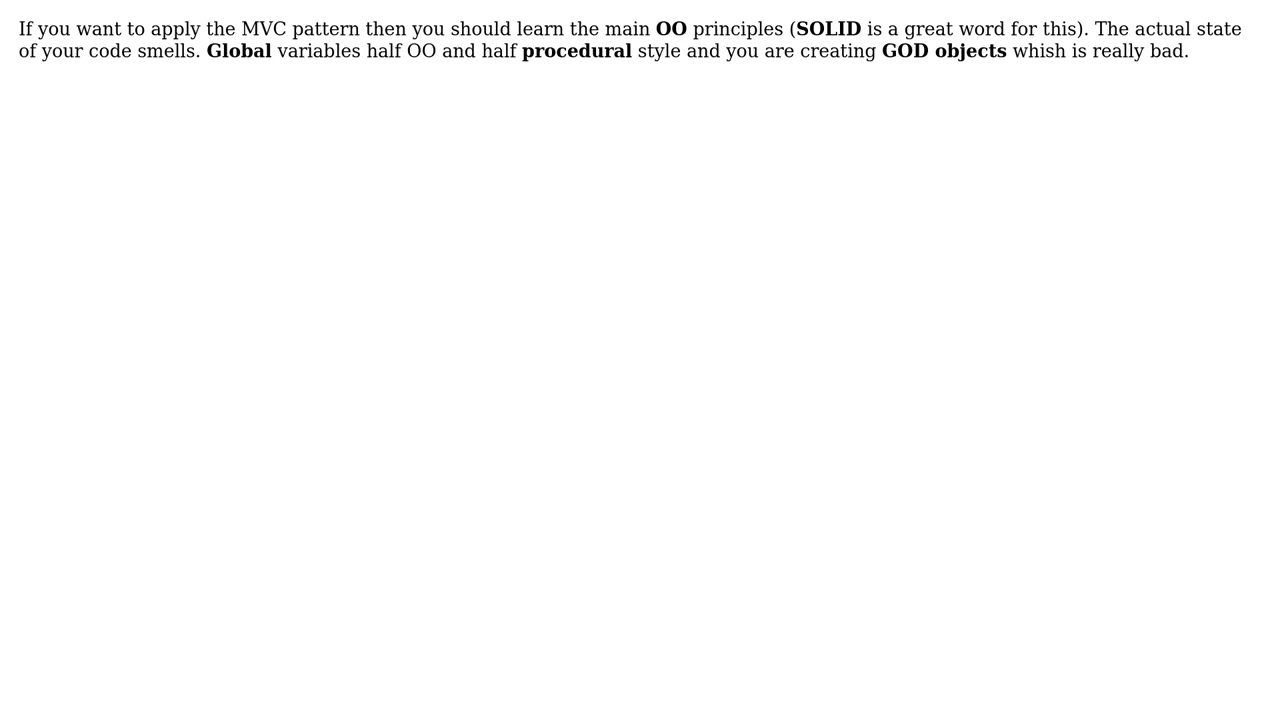 If you want to apply the MVC pattern then you should learn the main OO principles (SOLID is a great word for this). The actual state
of your code smells. Global variables half OO and half procedural style and you are creating GOD objects whish is really bad.